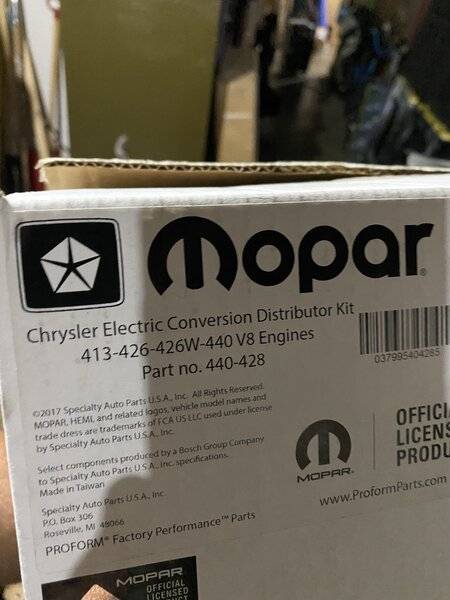 Mopar®
Chrysler Electric Conversion Distributor Kit
413-426-426W-440 V8 Engines
Part no. 440-428
037995404285
©2017 Specialty Auto Parts U.S.A., Inc. All Rights Reserved.
MOPAR, HEMI, and related logos, vehicle model names and
trade dress are trademarks of FCA US LLC used under license
by Specialty Auto Parts U.S.A., Inc.
Select components produced by a Bosch Group Company
to Specialty Auto Parts U.S.A., Inc. specifications.
Made in Taiwan
Specialty Auto Parts U.S.A., Inc
P.O. Box 306
Roseville, MI 48066
PROFORM® Factory Performance™ Parts
MOPAR.
OFFICI
LICENS
PRODU
www.ProformParts.com
MOPAR
OFFICIAL
LICENSED